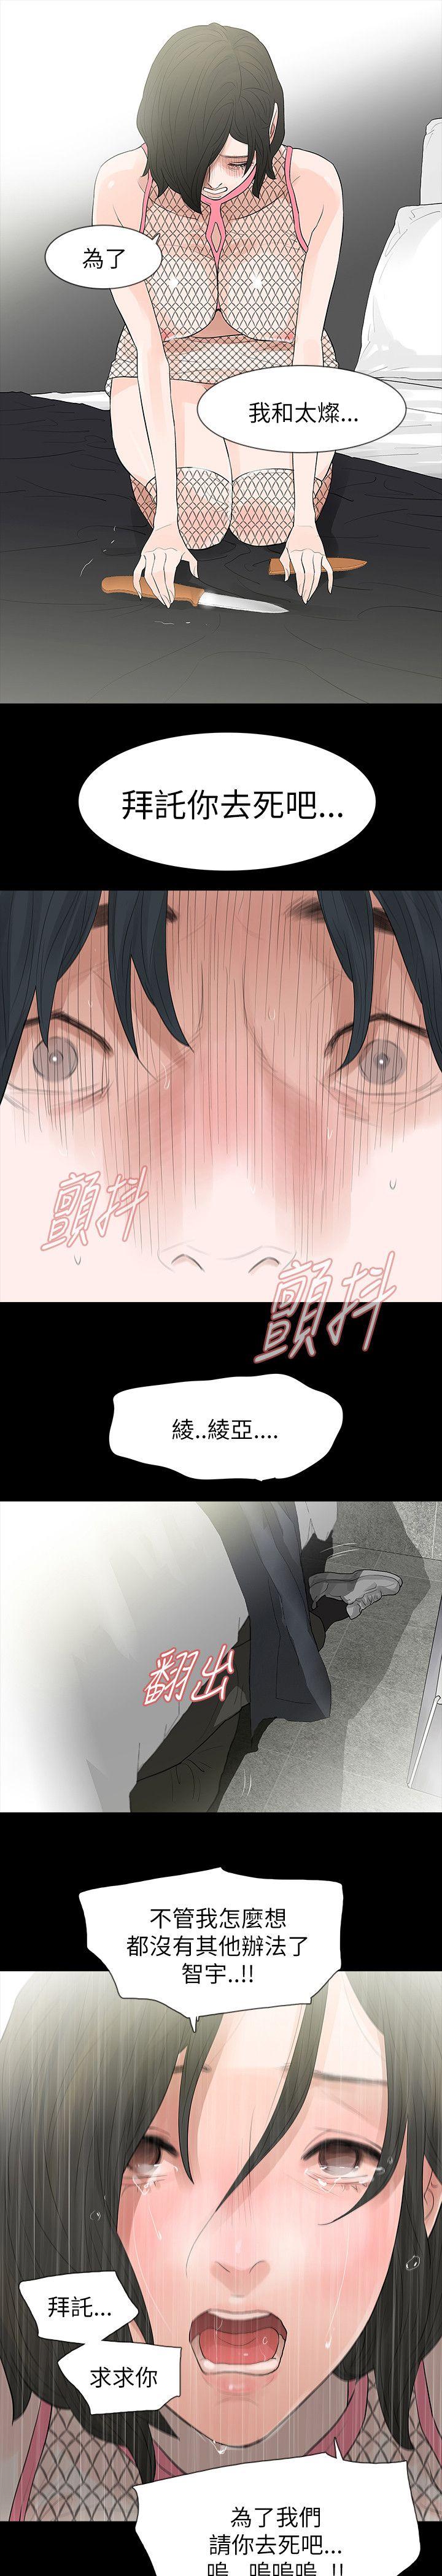 為了
我和太燦...
拜託你去死吧...
顫抖
顫抖
綾..綾亞....
翻出
不管我怎麼想
都沒有其他辦法了
智宇..!!
拜託...
求求你
為了我們
請你去死吧...
嗚...嗚嗚嗚..!!